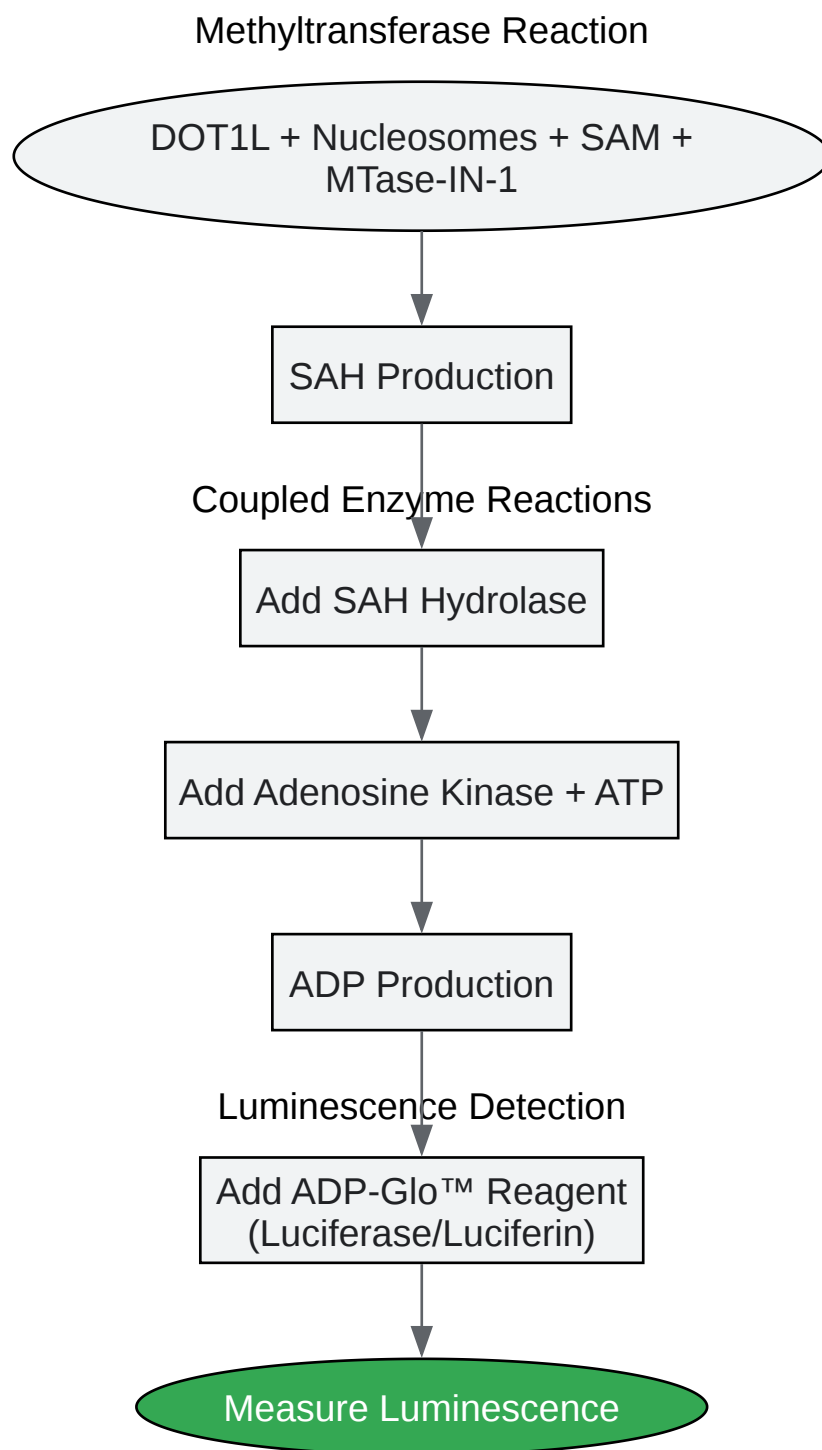 Methyltransferase Reaction
DOT1L + Nucleosomes + SAM +
MTase-IN-1
SAH Production
Coupled Enzyme Reactions
Add SAH Hydrolase
Add Adenosine Kinase + ATP
ADP Production
Luminescence Detection
Add ADP-Glo™ Reagent
(Luciferase/Luciferin)
Measure Luminescence